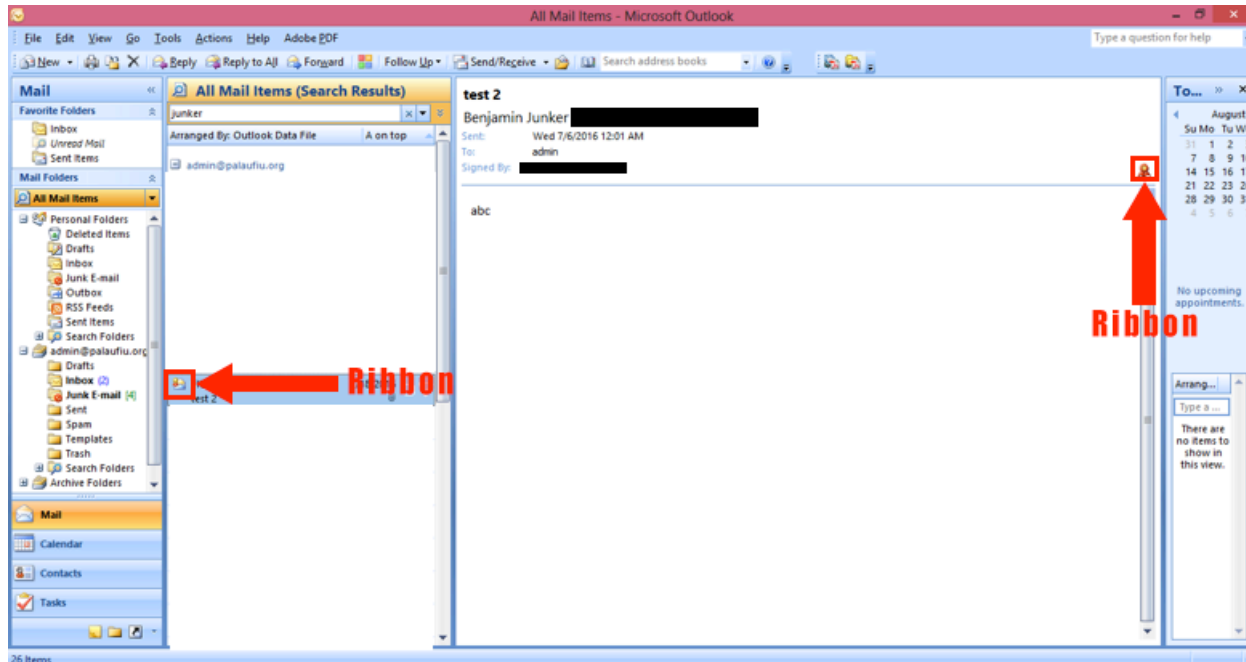 All Mail Items - Microsoft Outlook
File Edit View Go Tools Actions Help Adobe PDF
Type a question for help
New Reply Reply to All Forward Follow Up Send/Receive Search address books
Mail
Favorite Folders
Inbox
Unread Mail
Sent Items
Mail Folders
All Mail Items
Personal Folders
Deleted Items
Drafts
Inbox
Junk E-mail
Outbox
RSS Feeds
Sent Items
Search Folders
admin@palaufiu.org
Drafts
Inbox (2)
Junk E-mail [4]
Sent
Spam
Templates
Trash
Search Folders
Archive Folders
Mail
Calendar
Contacts
Tasks
26 Items
All Mail Items (Search Results)
junker
Arranged By: Outlook Data File A on top
admin@palaufiu.org
Ribbon
test 2
test 2
Benjamin Junker
Sent: Wed 7/6/2016 12:01 AM
To: admin
Signed By:
abc
Ribbon
To...
August
Su Mo Tu W
31 1 2
7 8 9 1
14 15 16 1
21 22 23 2
28 29 30 3
4 5 6
No upcoming
appointments.
Arrang...
Type a ...
There are
no items to
show in
this view.